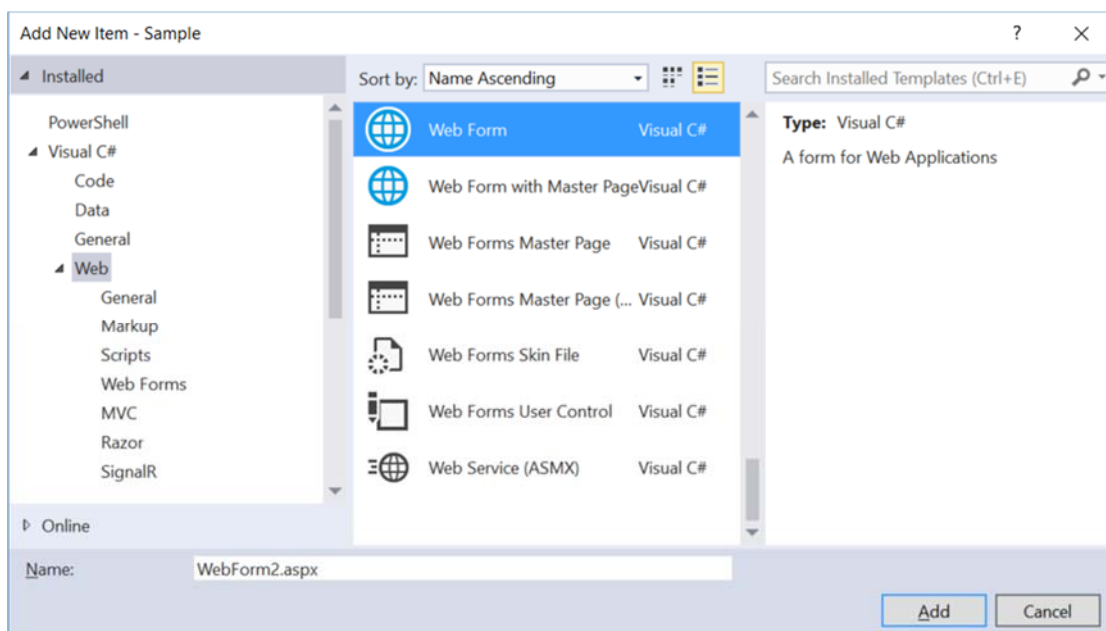 Add New Item - Sample
?
Installed
Sort by: Name Ascending
Search Installed Templates (Ctrl+E)
PowerShell
Visual C#
Code
Data
General
Web
General
Markup
Scripts
Web Forms
MVC
Razor
SignalR
Online
Web Form Visual C#
Web Form with Master Page Visual C#
Web Forms Master Page Visual C#
Web Forms Master Page (... Visual C#
Web Forms Skin File Visual C#
Web Forms User Control Visual C#
Web Service (ASMX) Visual C#
Type: Visual C#
A form for Web Applications
Name: WebForm2.aspx
Add Cancel